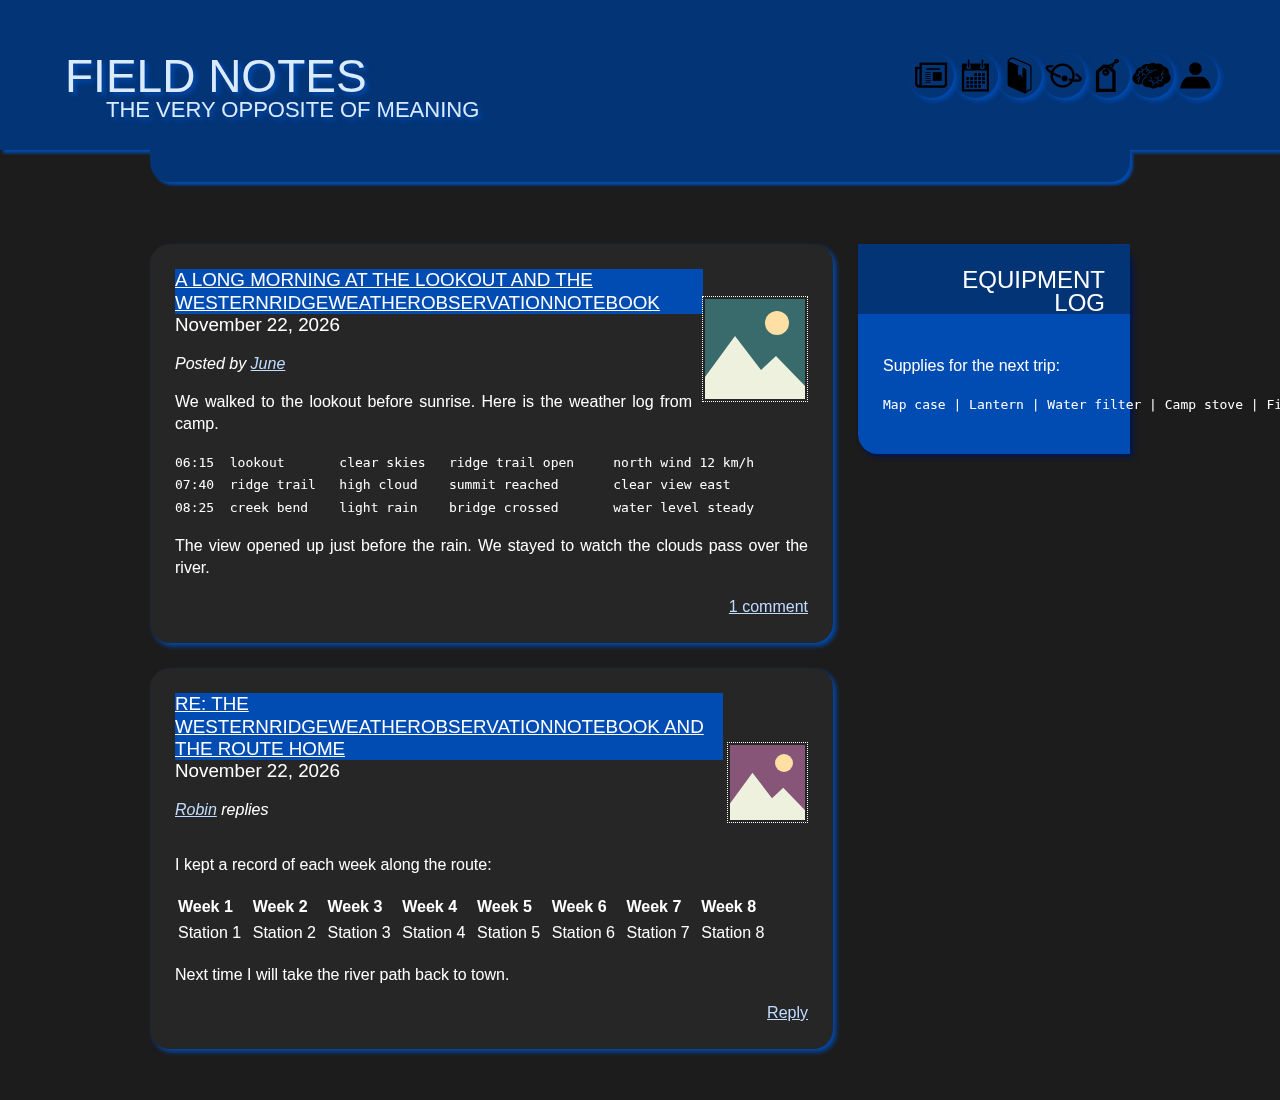 FIELD NOTES
THE VERY OPPOSITE OF MEANING
A LONG MORNING AT THE LOOKOUT AND THE
WESTERNRIDGEWEATHEROBSERVATIONNOTEBOOK
November 22, 2026
Posted by June
We walked to the lookout before sunrise. Here is the weather log from
camp.
06:15  lookout       clear skies   ridge trail open     north wind 12 km/h
07:40  ridge trail   high cloud    summit reached       clear view east
08:25  creek bend    light rain    bridge crossed       water level steady
The view opened up just before the rain. We stayed to watch the clouds pass over the
river.
1 comment
RE: THE
WESTERNRIDGEWEATHEROBSERVATIONNOTEBOOK AND
THE ROUTE HOME
November 22, 2026
Robin replies
I kept a record of each week along the route:
Week 1 Week 2 Week 3 Week 4 Week 5 Week 6 Week 7 Week 8
Station 1 Station 2 Station 3 Station 4 Station 5 Station 6 Station 7 Station 8
Next time I will take the river path back to town.
Reply
EQUIPMENT
LOG
Supplies for the next trip:
Map case | Lantern | Water filter | Camp stove |